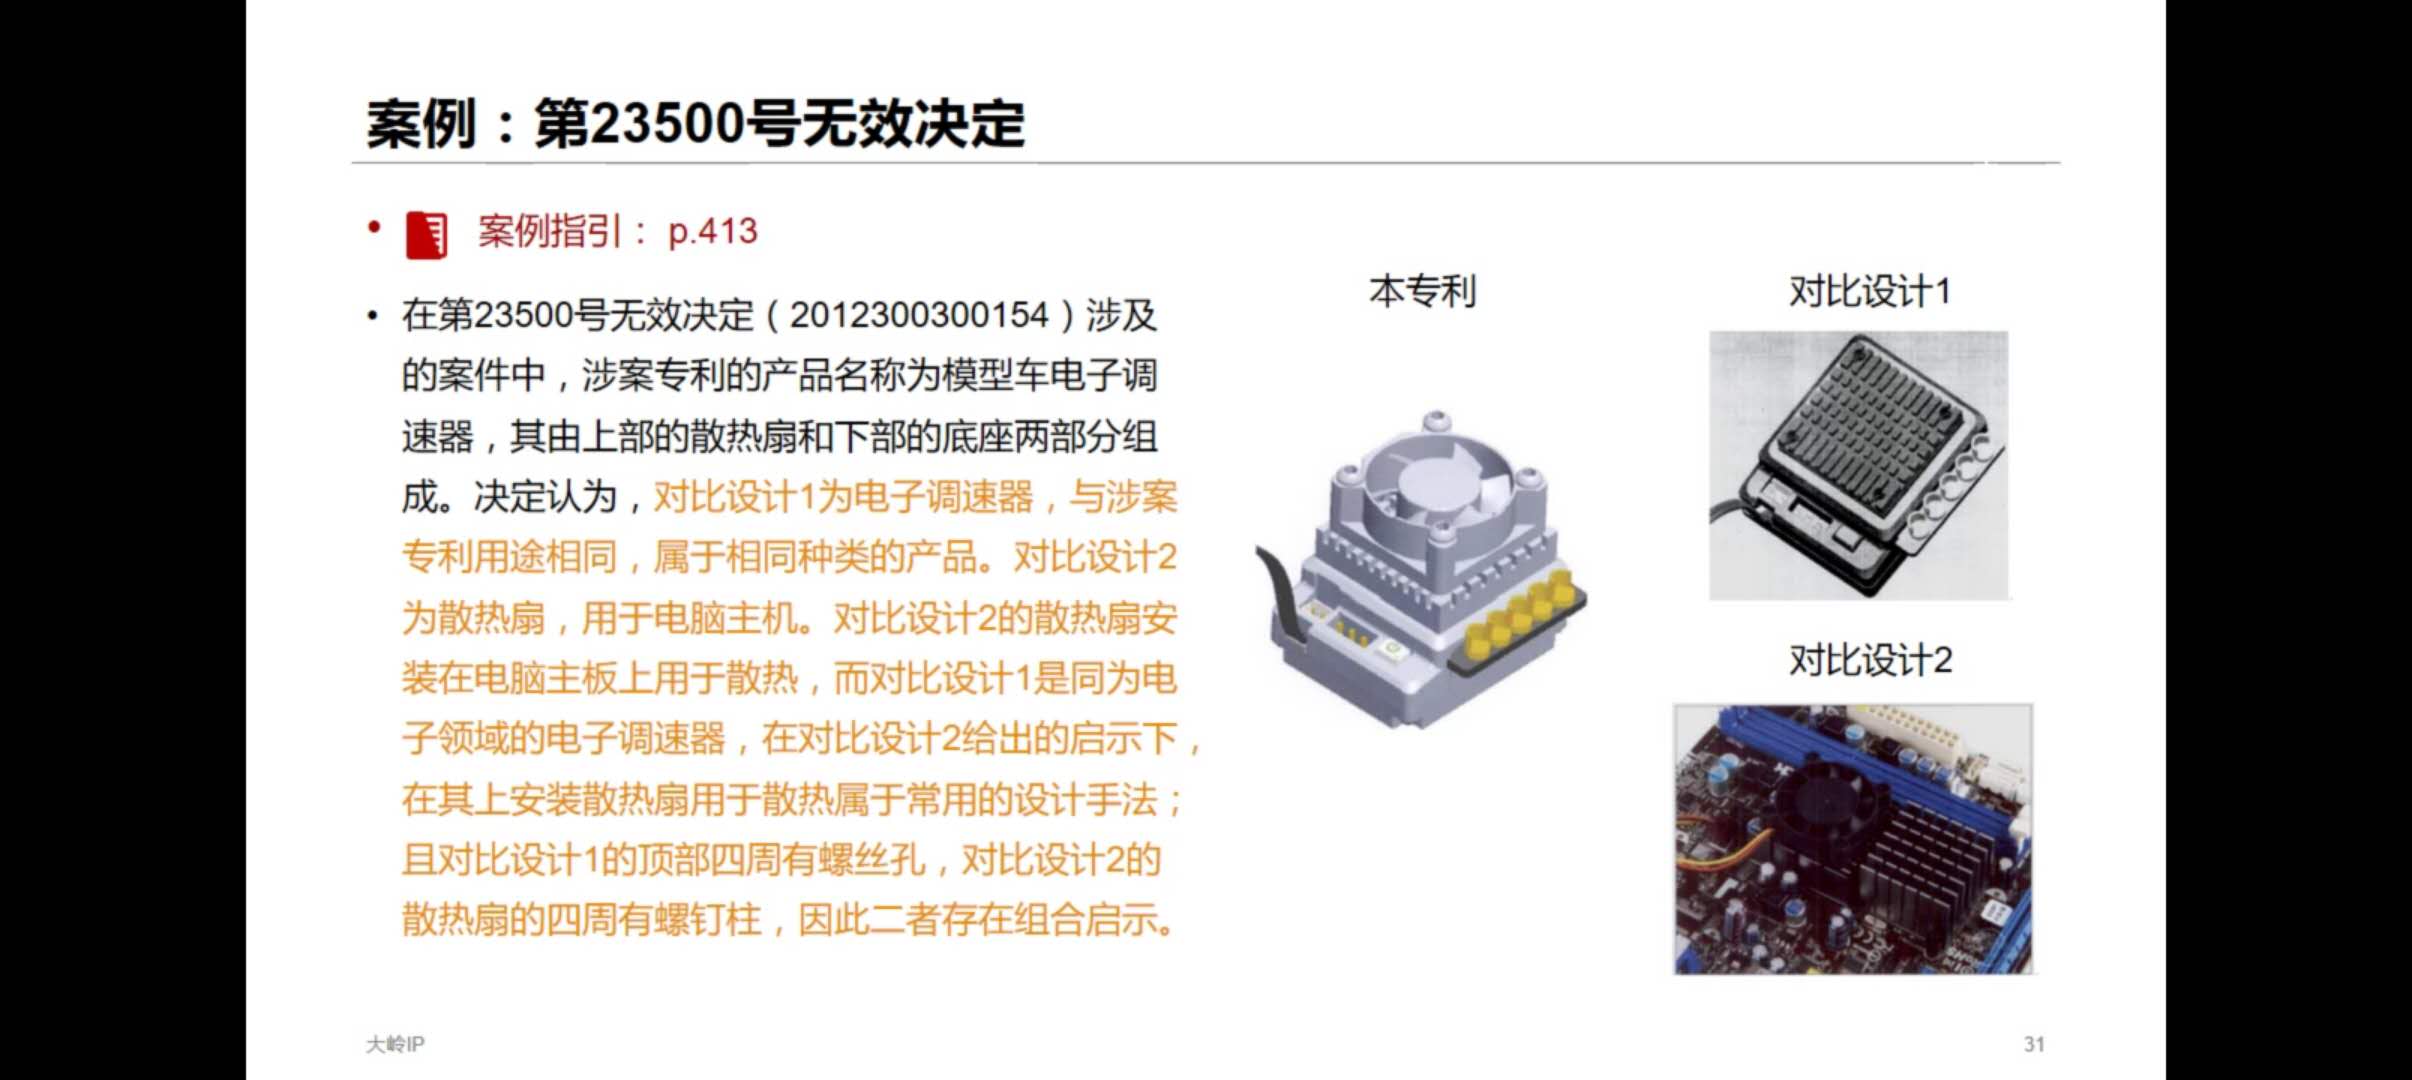 案例：第23500号无效决定
• 案例指引： p.413
• 在第23500号无效决定（2012300300154）涉及
的案件中，涉案专利的产品名称为模型车电子调
速器，其由上部的散热扇和下部的底座两部分组
成。决定认为，对比设计1为电子调速器，与涉案
专利用途相同，属于相同种类的产品。对比设计2
为散热扇，用于电脑主机。对比设计2的散热扇安
装在电脑主板上用于散热，而对比设计1是同为电
子领域的电子调速器，在对比设计2给出的启示下，
在其上安装散热扇用于散热属于常用的设计手法；
且对比设计1的顶部四周有螺丝孔，对比设计2的
散热扇的四周有螺钉柱，因此二者存在组合启示。
本专利
对比设计1
对比设计2
大岭IP
31